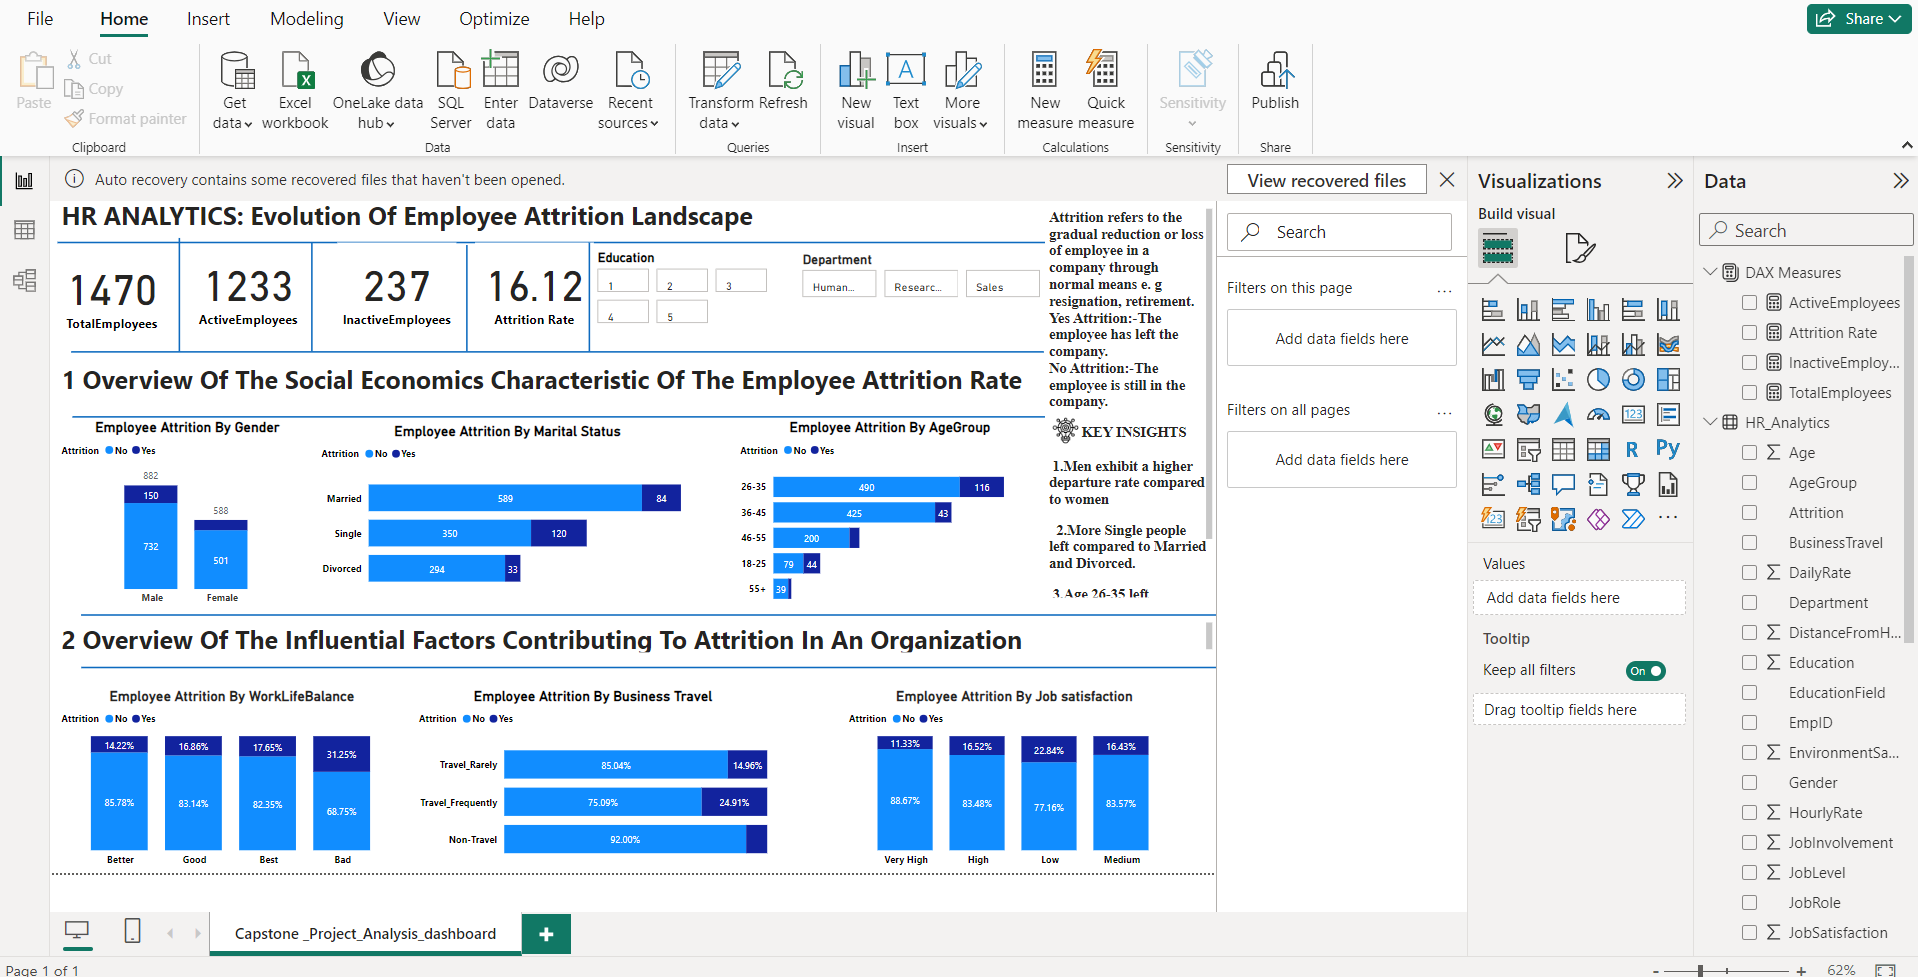 File Home Insert Modeling View Optimize Help
Share
Paste
Cut
Copy
Format painter
Clipboard
Get data
Excel workbook
OneLake data hub
SQL Server
Enter data
Dataverse
Recent sources
Data
Transform data
Refresh
Queries
New visual
Text box
More visuals
Insert
New measure
Quick measure
Calculations
Sensitivity
Sensitivity
Publish
Share
Auto recovery contains some recovered files that haven't been opened.
View recovered files
HR ANALYTICS: Evolution Of Employee Attrition Landscape
1470
TotalEmployees
1233
ActiveEmployees
237
InactiveEmployees
16.12
Attrition Rate
Education
1 2 3
4 5
Department
Human... Researc... Sales
Attrition refers to the
gradual reduction or loss
of employee in a
company through
normal means e. g
resignation, retirement.
Yes Attrition:-The
employee has left the
company.
No Attrition:-The
employee is still in the
company.
KEY INSIGHTS
1.Men exhibit a higher
departure rate compared
to women
2.More Single people
left compared to Married
and Divorced.
3.Age 26-35 left
1 Overview Of The Social Economics Characteristic Of The Employee Attrition Rate
Employee Attrition By Gender
Attrition No Yes
882
150
732
Male
588
501
Female
Employee Attrition By Marital Status
Attrition No Yes
Married 589 84
Single 350 120
Divorced 294 33
Employee Attrition By AgeGroup
Attrition No Yes
26-35 490 116
36-45 425 43
46-55 200
18-25 79 44
55+ 39
2 Overview Of The Influential Factors Contributing To Attrition In An Organization
Employee Attrition By WorkLifeBalance
Attrition No Yes
14.22% 16.86% 17.65% 31.25%
85.78% 83.14% 82.35% 68.75%
Better Good Best Bad
Employee Attrition By Business Travel
Attrition No Yes
Travel_Rarely 85.04% 14.96%
Travel_Frequently 75.09% 24.91%
Non-Travel 92.00%
Employee Attrition By Job satisfaction
Attrition No Yes
11.33% 16.52% 22.84% 16.43%
88.67% 83.48% 77.16% 83.57%
Very High High Low Medium
Search
Filters on this page ...
Add data fields here
Filters on all pages ...
Add data fields here
Visualizations
Build visual
123
R Py
123
...
Values
Add data fields here
Tooltip
Keep all filters
On
Drag tooltip fields here
Data
Search
DAX Measures
ActiveEmployees
Attrition Rate
InactiveEmploy...
TotalEmployees
HR_Analytics
Age
AgeGroup
Attrition
BusinessTravel
DailyRate
Department
DistanceFromH...
Education
EducationField
EmpID
EnvironmentSa...
Gender
HourlyRate
JobInvolvement
JobLevel
JobRole
JobSatisfaction
Capstone _Project_Analysis_dashboard
Page 1 of 1
- + 62%